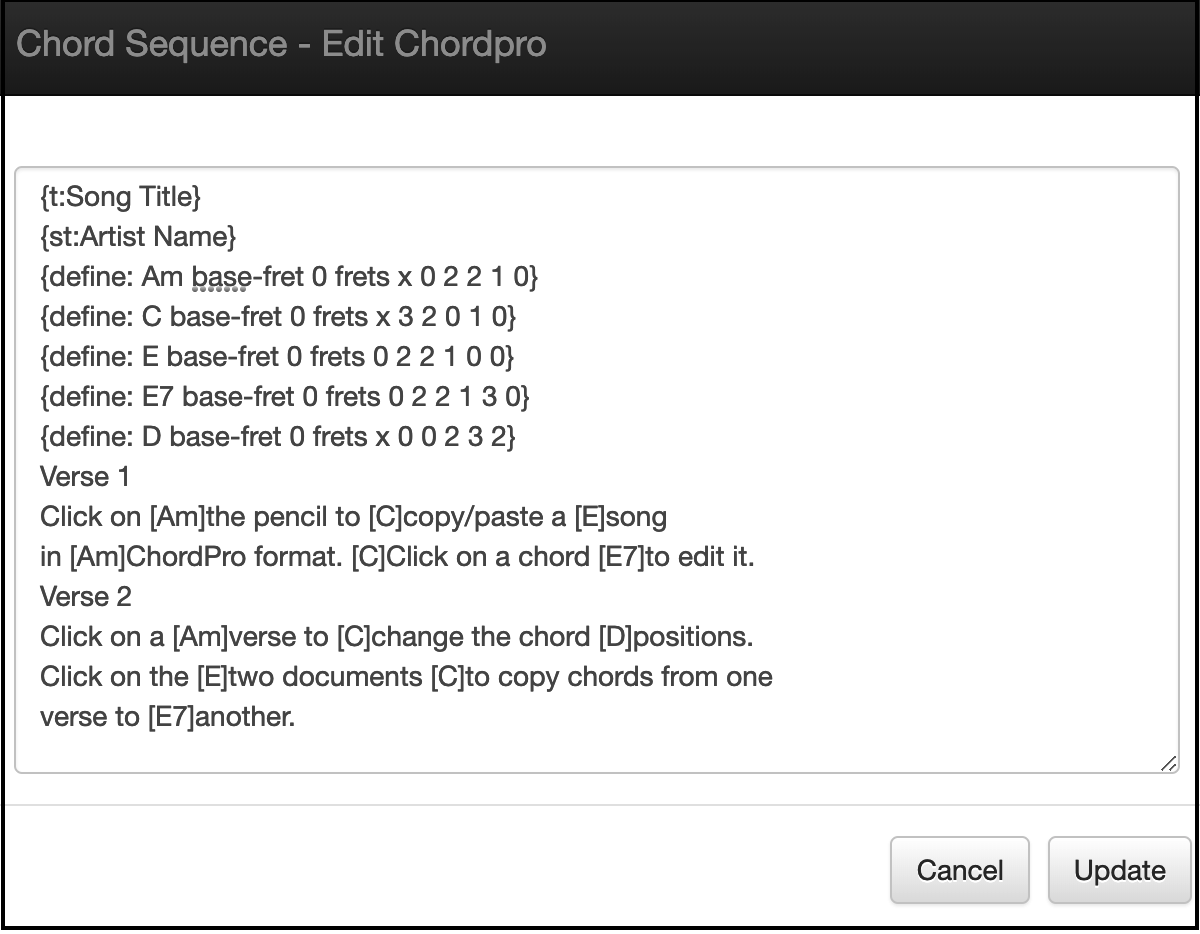 Chord Sequence - Edit Chordpro
{t:Song Title}
{st:Artist Name}
{define: Am base-fret 0 frets x 0 2 2 1 0}
{define: C base-fret 0 frets x 3 2 0 1 0}
{define: E base-fret 0 frets 0 2 2 1 0 0}
{define: E7 base-fret 0 frets 0 2 2 1 3 0}
{define: D base-fret 0 frets x 0 0 2 3 2}
Verse 1
Click on [Am]the pencil to [C]copy/paste a [E]song
in [Am]ChordPro format. [C]Click on a chord [E7]to edit it.
Verse 2
Click on a [Am]verse to [C]change the chord [D]positions.
Click on the [E]two documents [C]to copy chords from one
verse to [E7]another.
Cancel Update